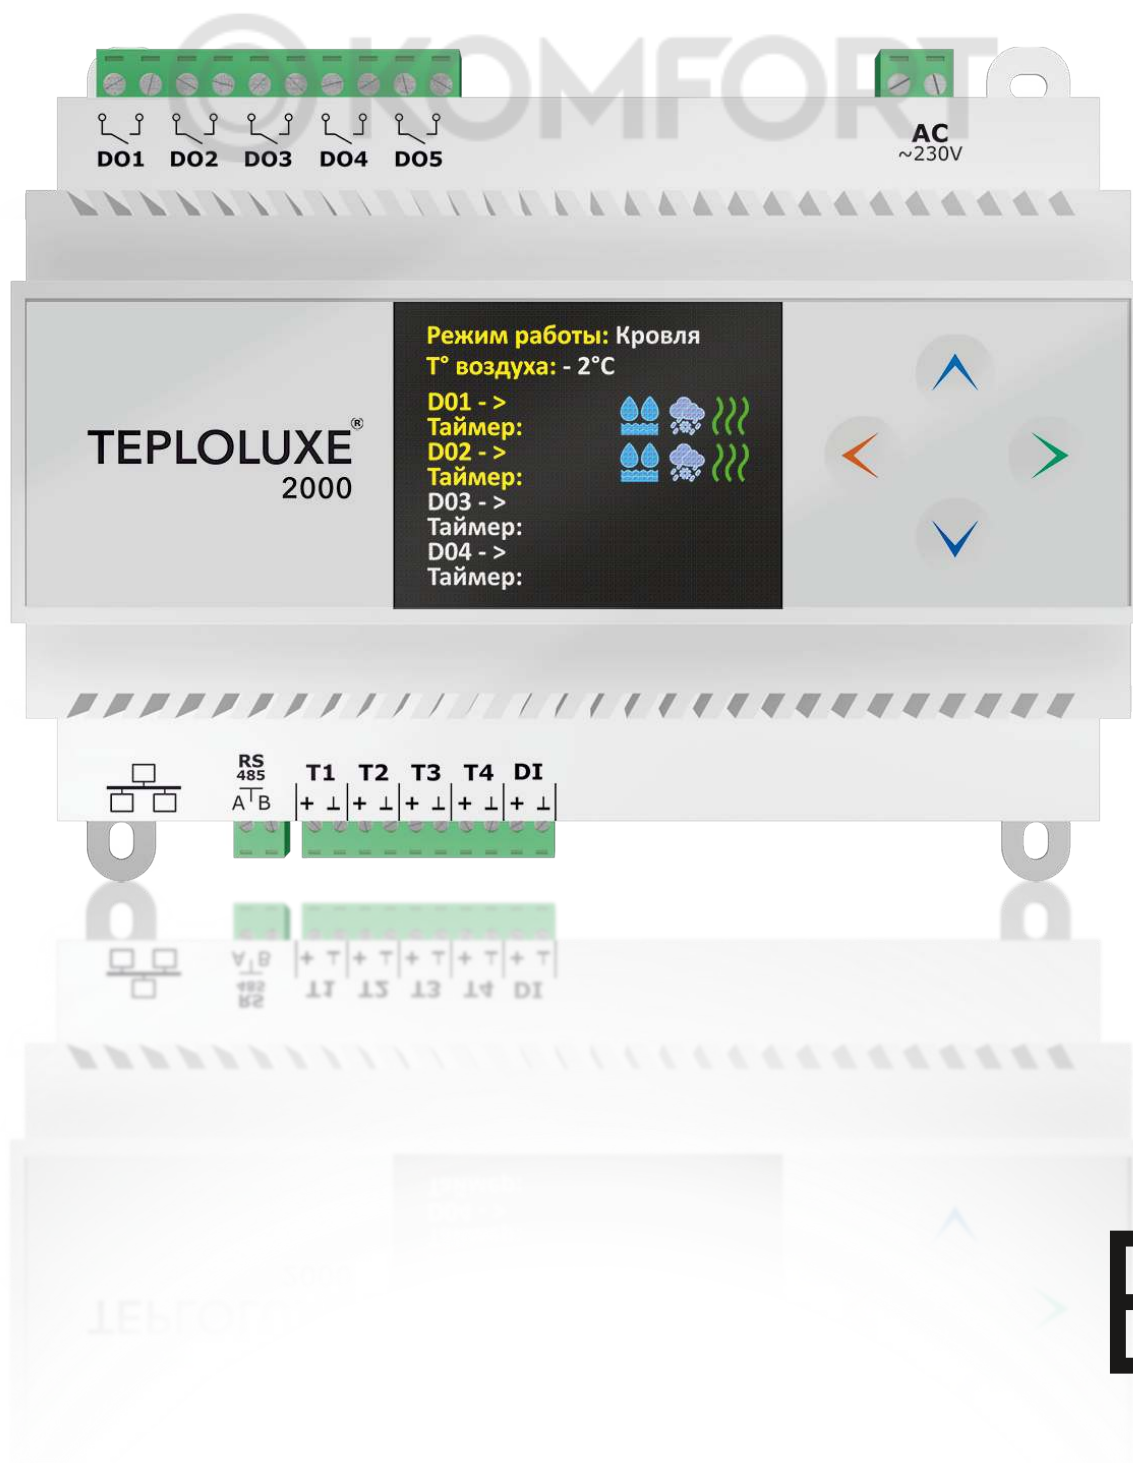 © KOMFORT
DO1 DO2 DO3 DO4 DO5
AC
~230V
Режим работы: Кровля
T° воздуха: - 2°C
D01 - >
Таймер:
D02 - >
Таймер:
D03 - >
Таймер:
D04 - >
Таймер:
TEPLOLUXE®
2000
RS
485
A B
T1 T2 T3 T4 DI
+ ⊥ + ⊥ + ⊥ + ⊥ + ⊥